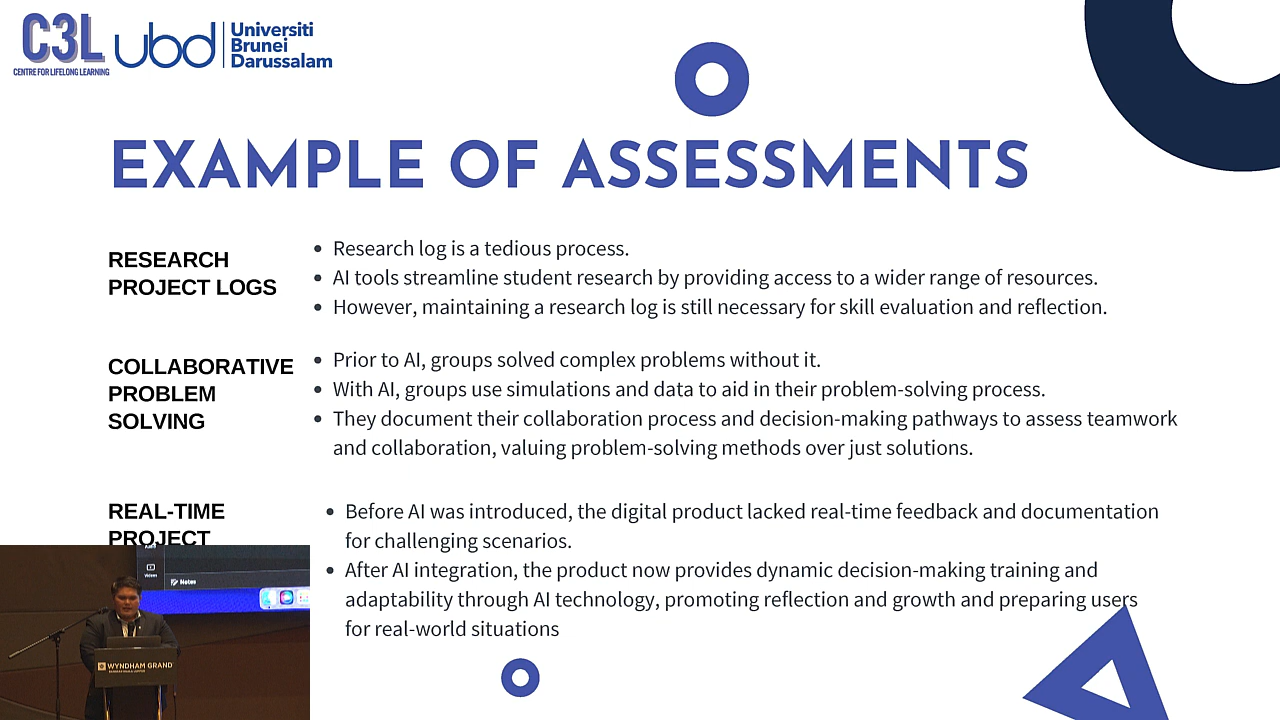 C3L
CENTRE FOR LIFELONG LEARNING
ubd
Universiti
Brunei
Darussalam
EXAMPLE OF ASSESSMENTS
RESEARCH
PROJECT LOGS
• Research log is a tedious process.
• AI tools streamline student research by providing access to a wider range of resources.
• However, maintaining a research log is still necessary for skill evaluation and reflection.
COLLABORATIVE
PROBLEM
SOLVING
• Prior to AI, groups solved complex problems without it.
• With AI, groups use simulations and data to aid in their problem-solving process.
• They document their collaboration process and decision-making pathways to assess teamwork
and collaboration, valuing problem-solving methods over just solutions.
REAL-TIME
PROJECT
• Before AI was introduced, the digital product lacked real-time feedback and documentation
for challenging scenarios.
• After AI integration, the product now provides dynamic decision-making training and
adaptability through AI technology, promoting reflection and growth and preparing users
for real-world situations
Videos
Notes
WYNDHAM GRAND